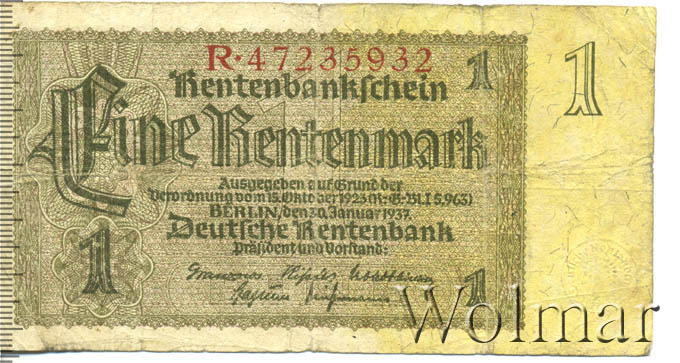 R·47235932
1
Rentenbankschein
1
Eine Rentenmark
Ausgegeben auf Grund der
Verordnung vom 15. Oktober 1923 (R-G-Bl. I S. 963)
BERLIN, den 30. Januar 1937.
Deutsche Rentenbank
Präsident und Vorstand:
1
1
Wolmar